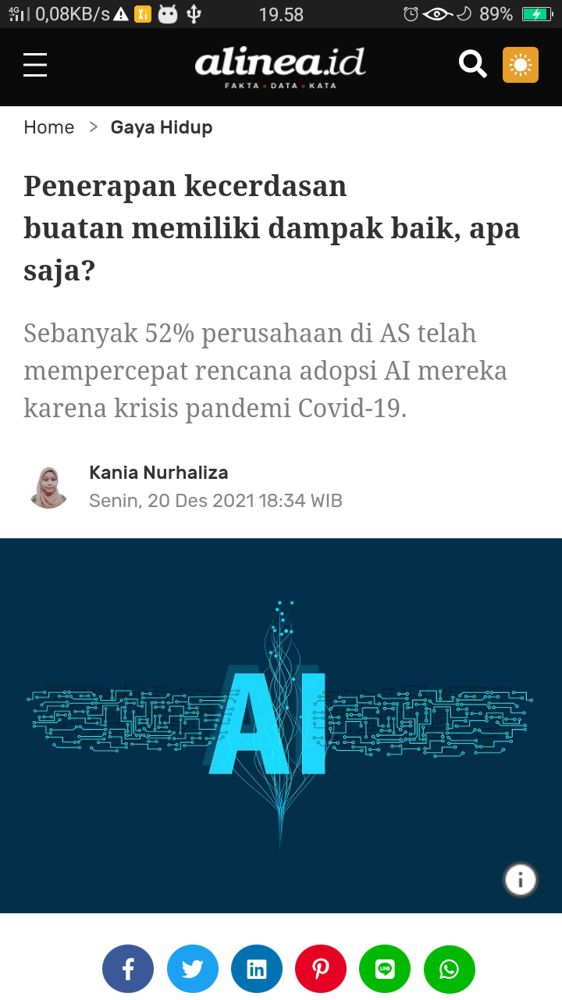 4G 0,08KB/s 19.58 89%
alinea.id
FAKTA • DATA • KATA
Home > Gaya Hidup
Penerapan kecerdasan
buatan memiliki dampak baik, apa
saja?
Sebanyak 52% perusahaan di AS telah
mempercepat rencana adopsi AI mereka
karena krisis pandemi Covid-19.
Kania Nurhaliza
Senin, 20 Des 2021 18:34 WIB
AI
i
f in LINE